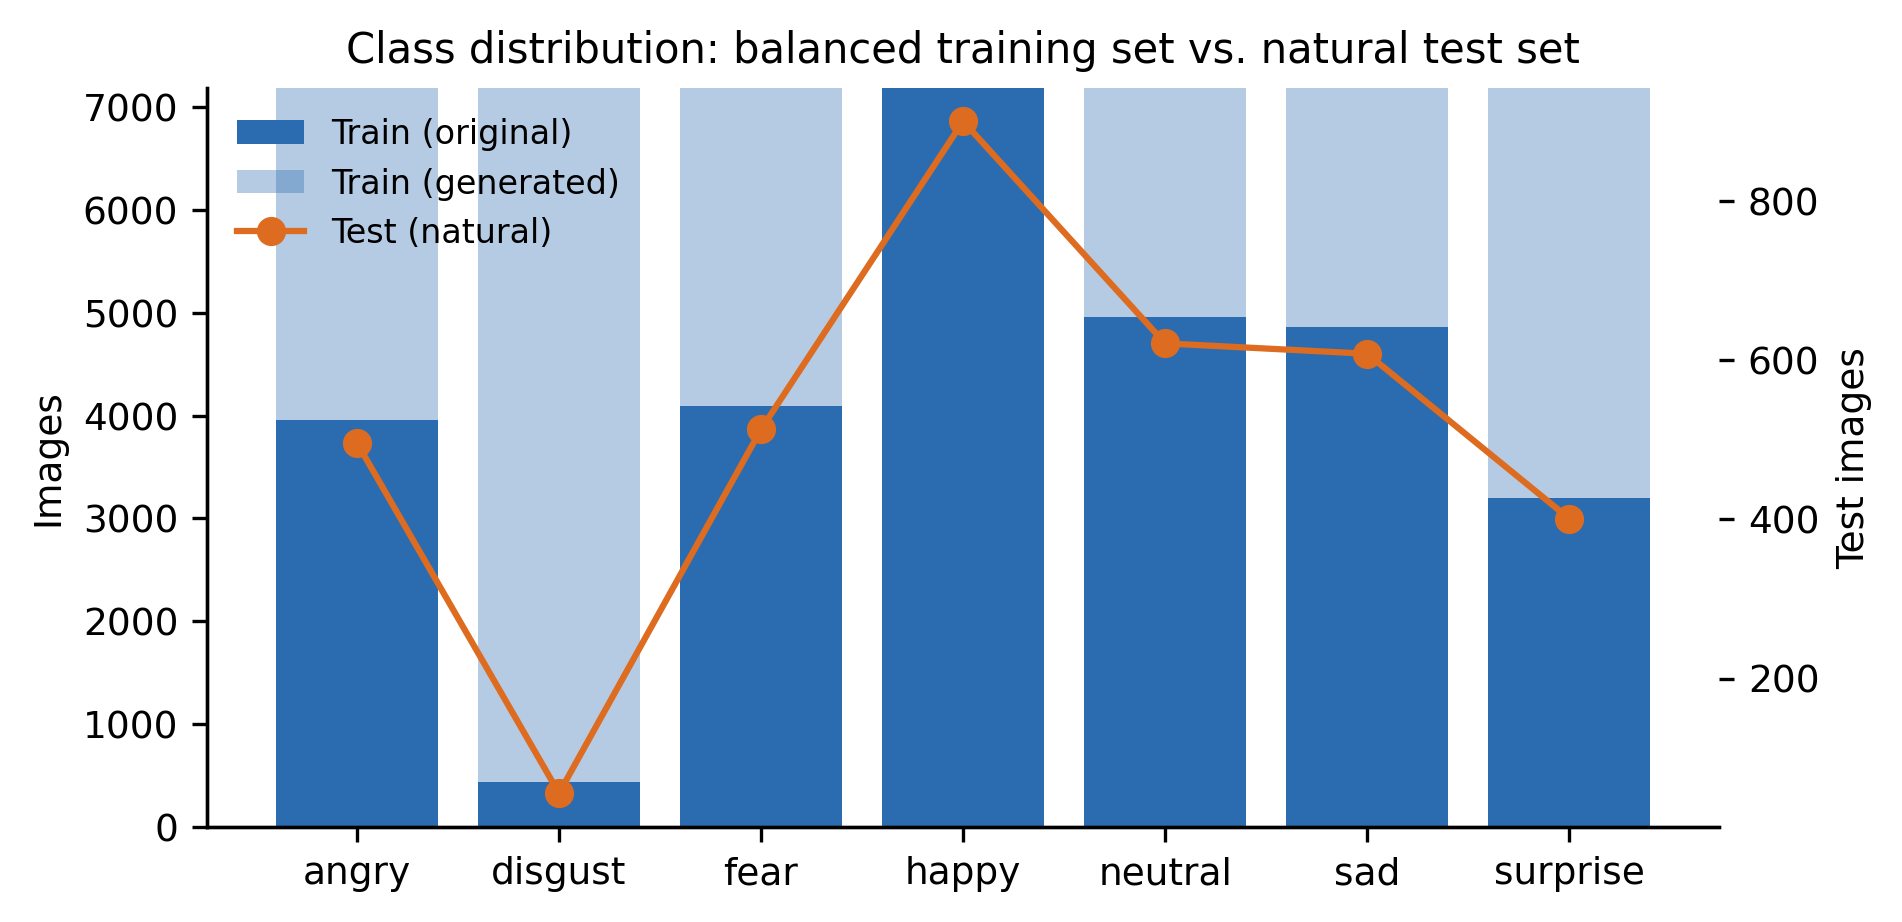 Class distribution: balanced training set vs. natural test set
Train (original)
Train (generated)
Test (natural)
Images
7000
6000
5000
4000
3000
2000
1000
0
800
600
400
200
Test images
angry disgust fear happy neutral sad surprise